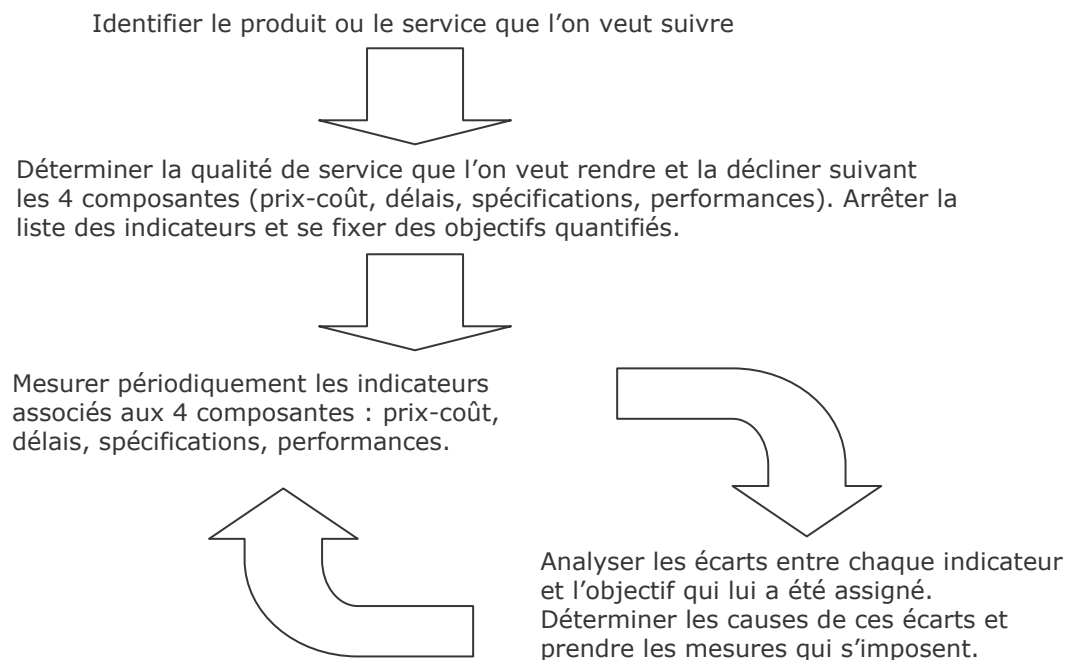 Identifier le produit ou le service que l’on veut suivre
Déterminer la qualité de service que l’on veut rendre et la décliner suivant
les 4 composantes (prix-coût, délais, spécifications, performances). Arrêter la
liste des indicateurs et se fixer des objectifs quantifiés.
Mesurer périodiquement les indicateurs
associés aux 4 composantes : prix-coût,
délais, spécifications, performances.
Analyser les écarts entre chaque indicateur
et l’objectif qui lui a été assigné.
Déterminer les causes de ces écarts et
prendre les mesures qui s’imposent.